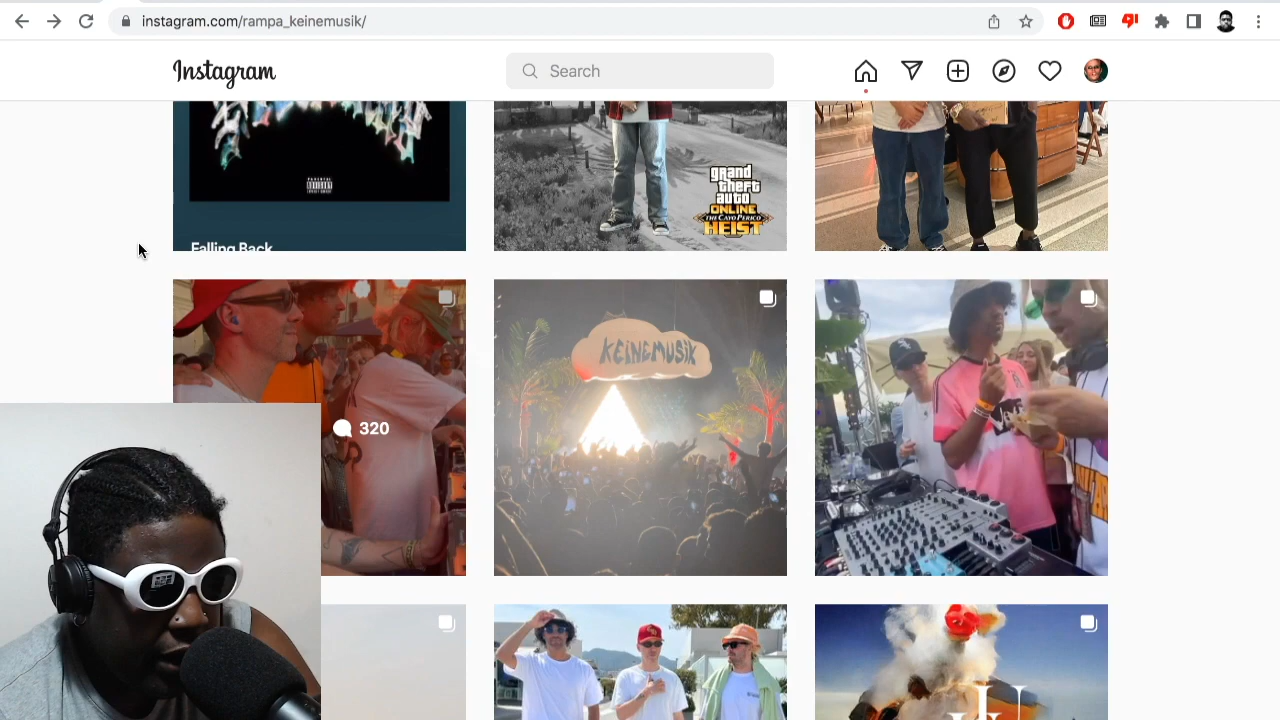 instagram.com/rampa_keinemusik/
Instagram
Search
grand
theft
auto
ONLINE
THE CAYO PERICO
HEIST
Falling Back
KEINEMUSIK
320